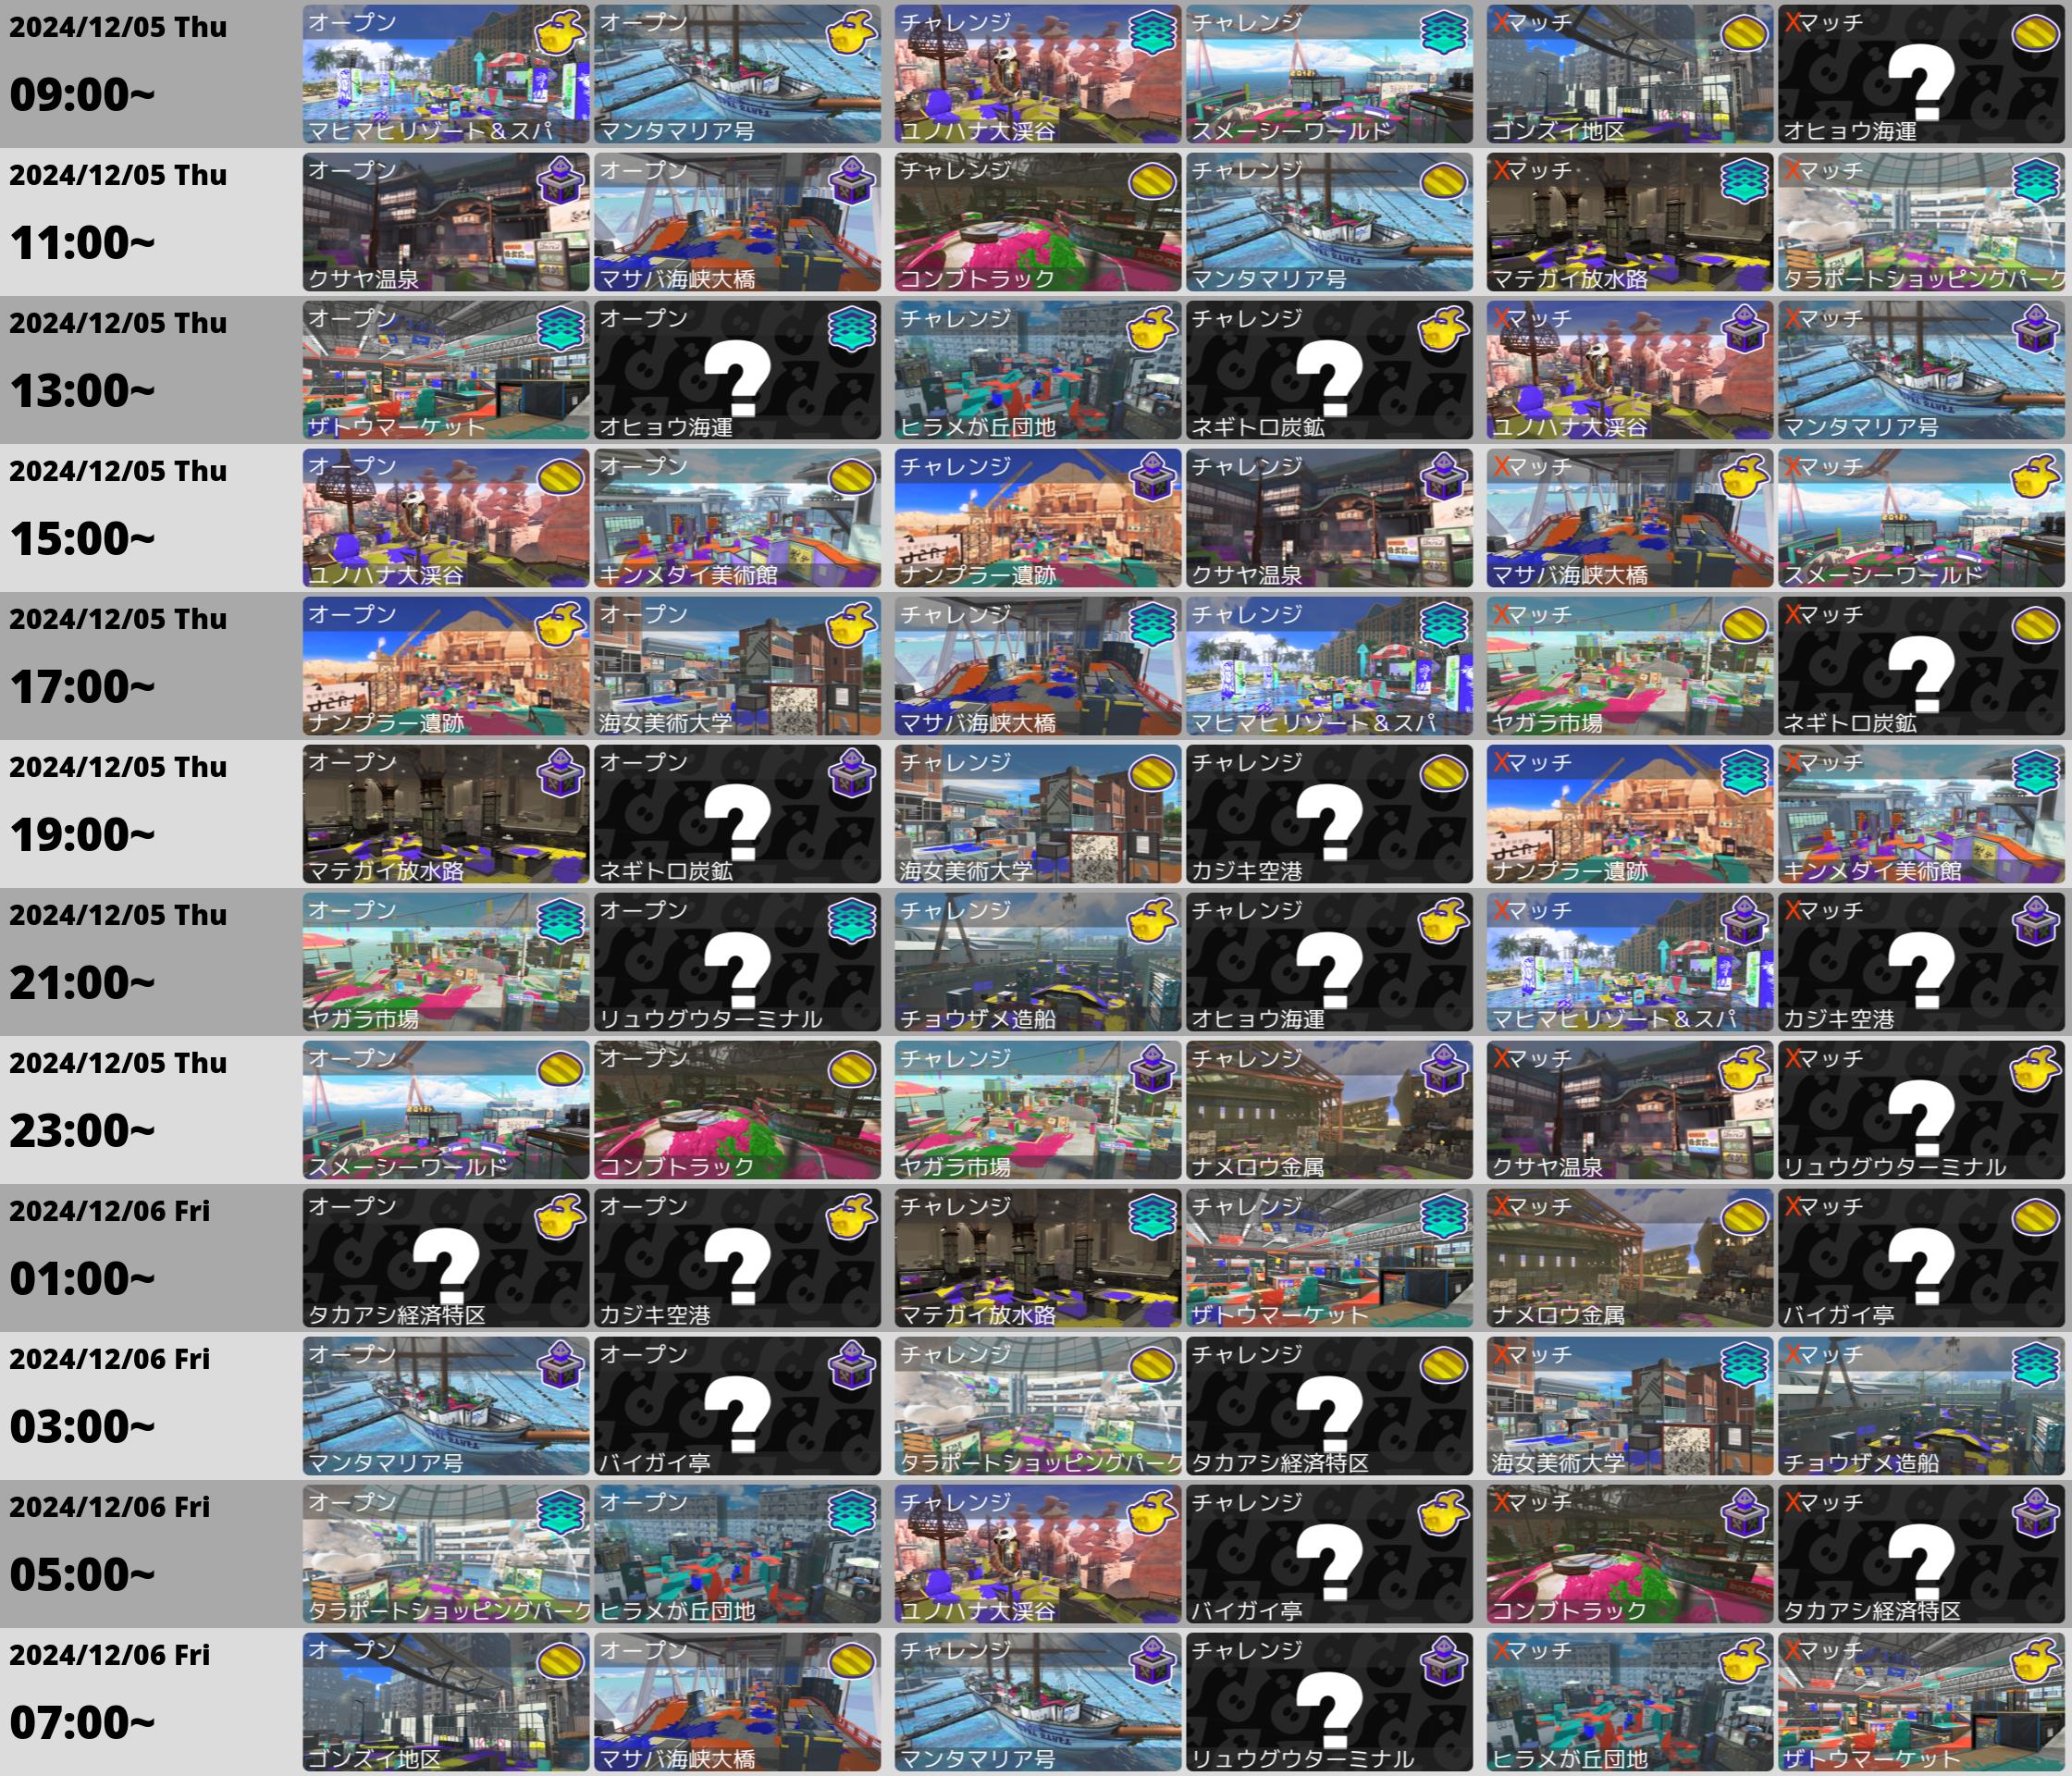 2024/12/05 Thu
09:00~
オープン オープン チャレンジ チャレンジ Xマッチ Xマッチ
マヒマヒリゾート＆スパ マンタマリア号 ユノハナ大渓谷 スメーシーワールド ゴンズイ地区 オヒョウ海運
2024/12/05 Thu
11:00~
オープン オープン チャレンジ チャレンジ Xマッチ Xマッチ
クサヤ温泉 マサバ海峡大橋 コンブトラック マンタマリア号 マテガイ放水路 タラポートショッピングパーク
2024/12/05 Thu
13:00~
オープン オープン チャレンジ チャレンジ Xマッチ Xマッチ
ザトウマーケット オヒョウ海運 ヒラメが丘団地 ネギトロ炭鉱 ユノハナ大渓谷 マンタマリア号
2024/12/05 Thu
15:00~
オープン オープン チャレンジ チャレンジ Xマッチ Xマッチ
ユノハナ大渓谷 キンメダイ美術館 ナンプラー遺跡 クサヤ温泉 マサバ海峡大橋 スメーシーワールド
2024/12/05 Thu
17:00~
オープン オープン チャレンジ チャレンジ Xマッチ Xマッチ
ナンプラー遺跡 海女美術大学 マサバ海峡大橋 マヒマヒリゾート＆スパ ヤガラ市場 ネギトロ炭鉱
2024/12/05 Thu
19:00~
オープン オープン チャレンジ チャレンジ Xマッチ Xマッチ
マテガイ放水路 ネギトロ炭鉱 海女美術大学 カジキ空港 ナンプラー遺跡 キンメダイ美術館
2024/12/05 Thu
21:00~
オープン オープン チャレンジ チャレンジ Xマッチ Xマッチ
ヤガラ市場 リュウグウターミナル チョウザメ造船 オヒョウ海運 マヒマヒリゾート＆スパ カジキ空港
2024/12/05 Thu
23:00~
オープン オープン チャレンジ チャレンジ Xマッチ Xマッチ
スメーシーワールド コンブトラック ヤガラ市場 ナメロウ金属 クサヤ温泉 リュウグウターミナル
2024/12/06 Fri
01:00~
オープン オープン チャレンジ チャレンジ Xマッチ Xマッチ
タカアシ経済特区 カジキ空港 マテガイ放水路 ザトウマーケット ナメロウ金属 バイガイ亭
2024/12/06 Fri
03:00~
オープン オープン チャレンジ チャレンジ Xマッチ Xマッチ
マンタマリア号 バイガイ亭 タラポートショッピングパーク タカアシ経済特区 海女美術大学 チョウザメ造船
2024/12/06 Fri
05:00~
オープン オープン チャレンジ チャレンジ Xマッチ Xマッチ
タラポートショッピングパーク ヒラメが丘団地 ユノハナ大渓谷 バイガイ亭 コンブトラック タカアシ経済特区
2024/12/06 Fri
07:00~
オープン オープン チャレンジ チャレンジ Xマッチ Xマッチ
ゴンズイ地区 マサバ海峡大橋 マンタマリア号 リュウグウターミナル ヒラメが丘団地 ザトウマーケット